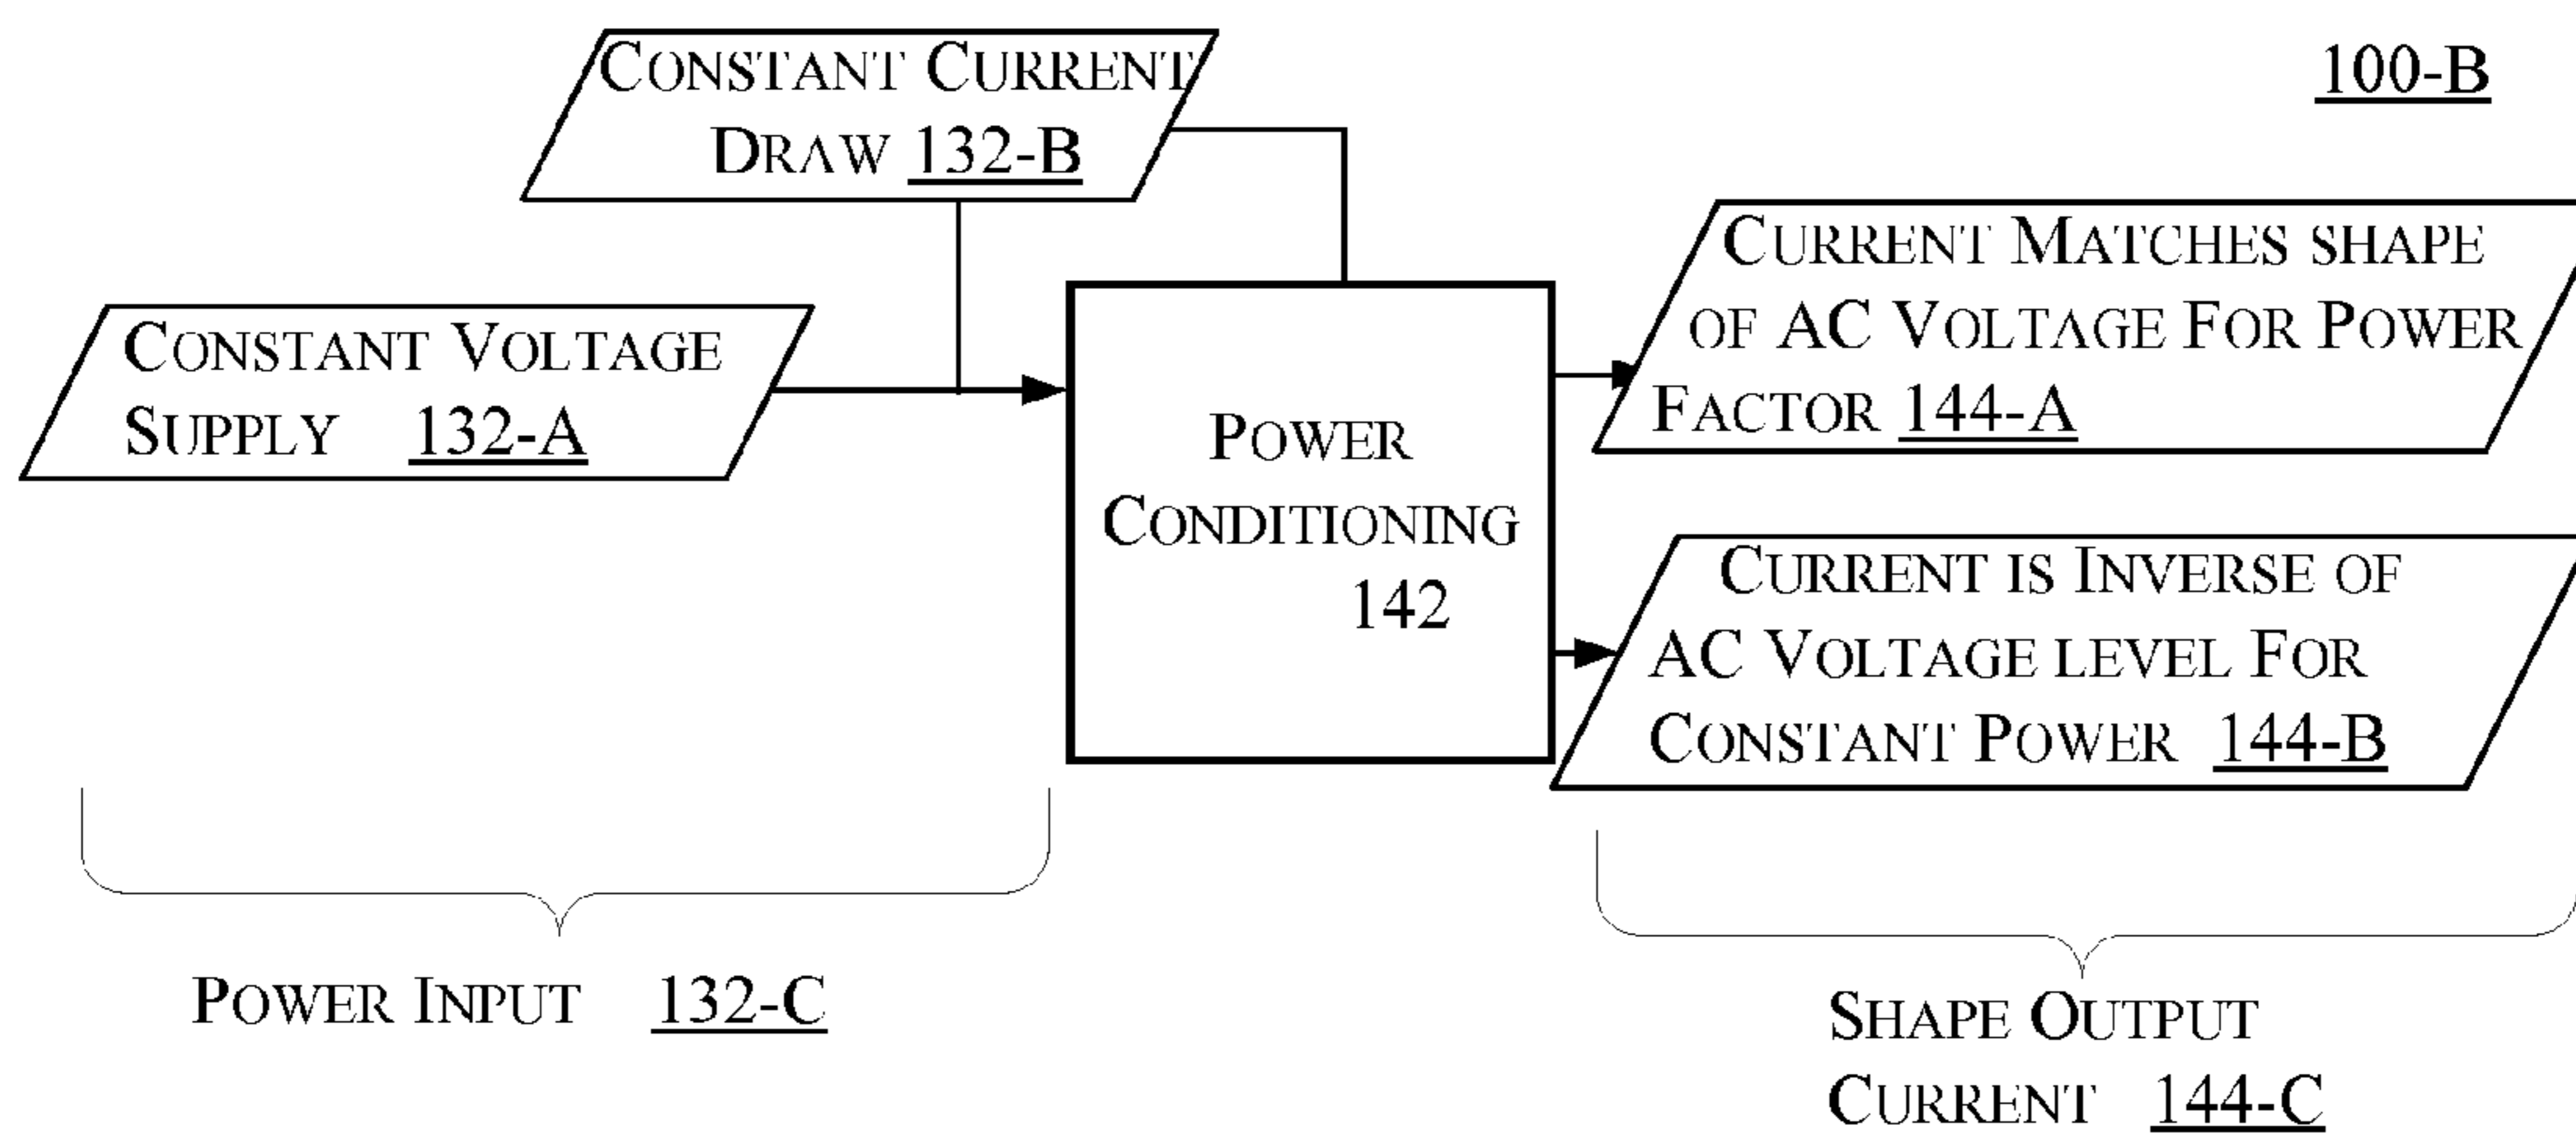 100-B
CONSTANT CURRENT
DRAW 132-B
CONSTANT VOLTAGE
SUPPLY 132-A
POWER
CONDITIONING
142
CURRENT MATCHES SHAPE
OF AC VOLTAGE FOR POWER
FACTOR 144-A
CURRENT IS INVERSE OF
AC VOLTAGE LEVEL FOR
CONSTANT POWER 144-B
POWER INPUT 132-C
SHAPE OUTPUT
CURRENT 144-C